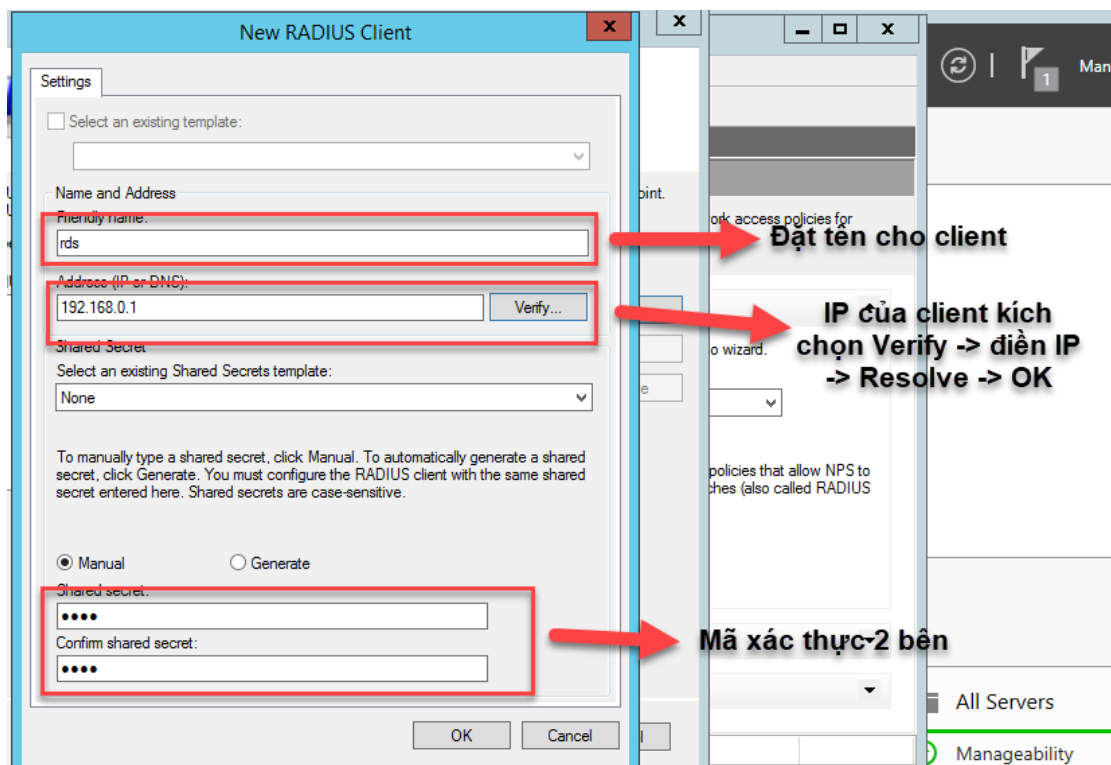 New RADIUS Client
Settings
Select an existing template:
Name and Address
Friendly name:
rds
Address (IP or DNS):
192.168.0.1
Verify...
Shared Secret
Select an existing Shared Secrets template:
None
To manually type a shared secret, click Manual. To automatically generate a shared
secret, click Generate. You must configure the RADIUS client with the same shared
secret entered here. Shared secrets are case-sensitive.
Manual
Generate
Shared secret:
••••
Confirm shared secret:
••••
OK
Cancel
oint.
ork access policies for
Đặt tên cho client
IP của client kích
chọn Verify -> điền IP
-> Resolve -> OK
o wizard.
policies that allow NPS to
ches (also called RADIUS
Mã xác thực 2 bên
1
Man
All Servers
Manageability